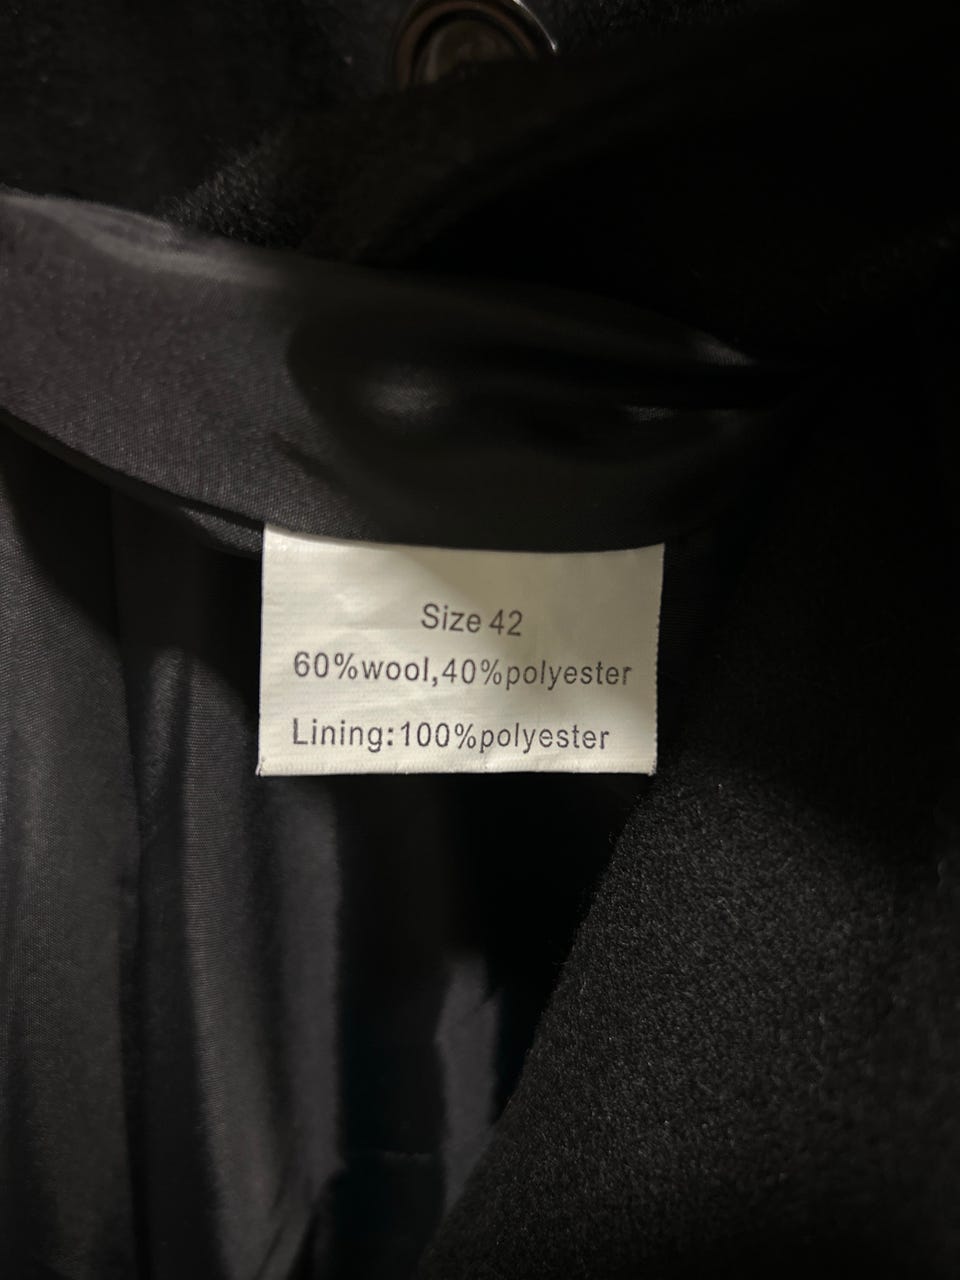 Size 42
60%wool,40%polyester
Lining:100%polyester